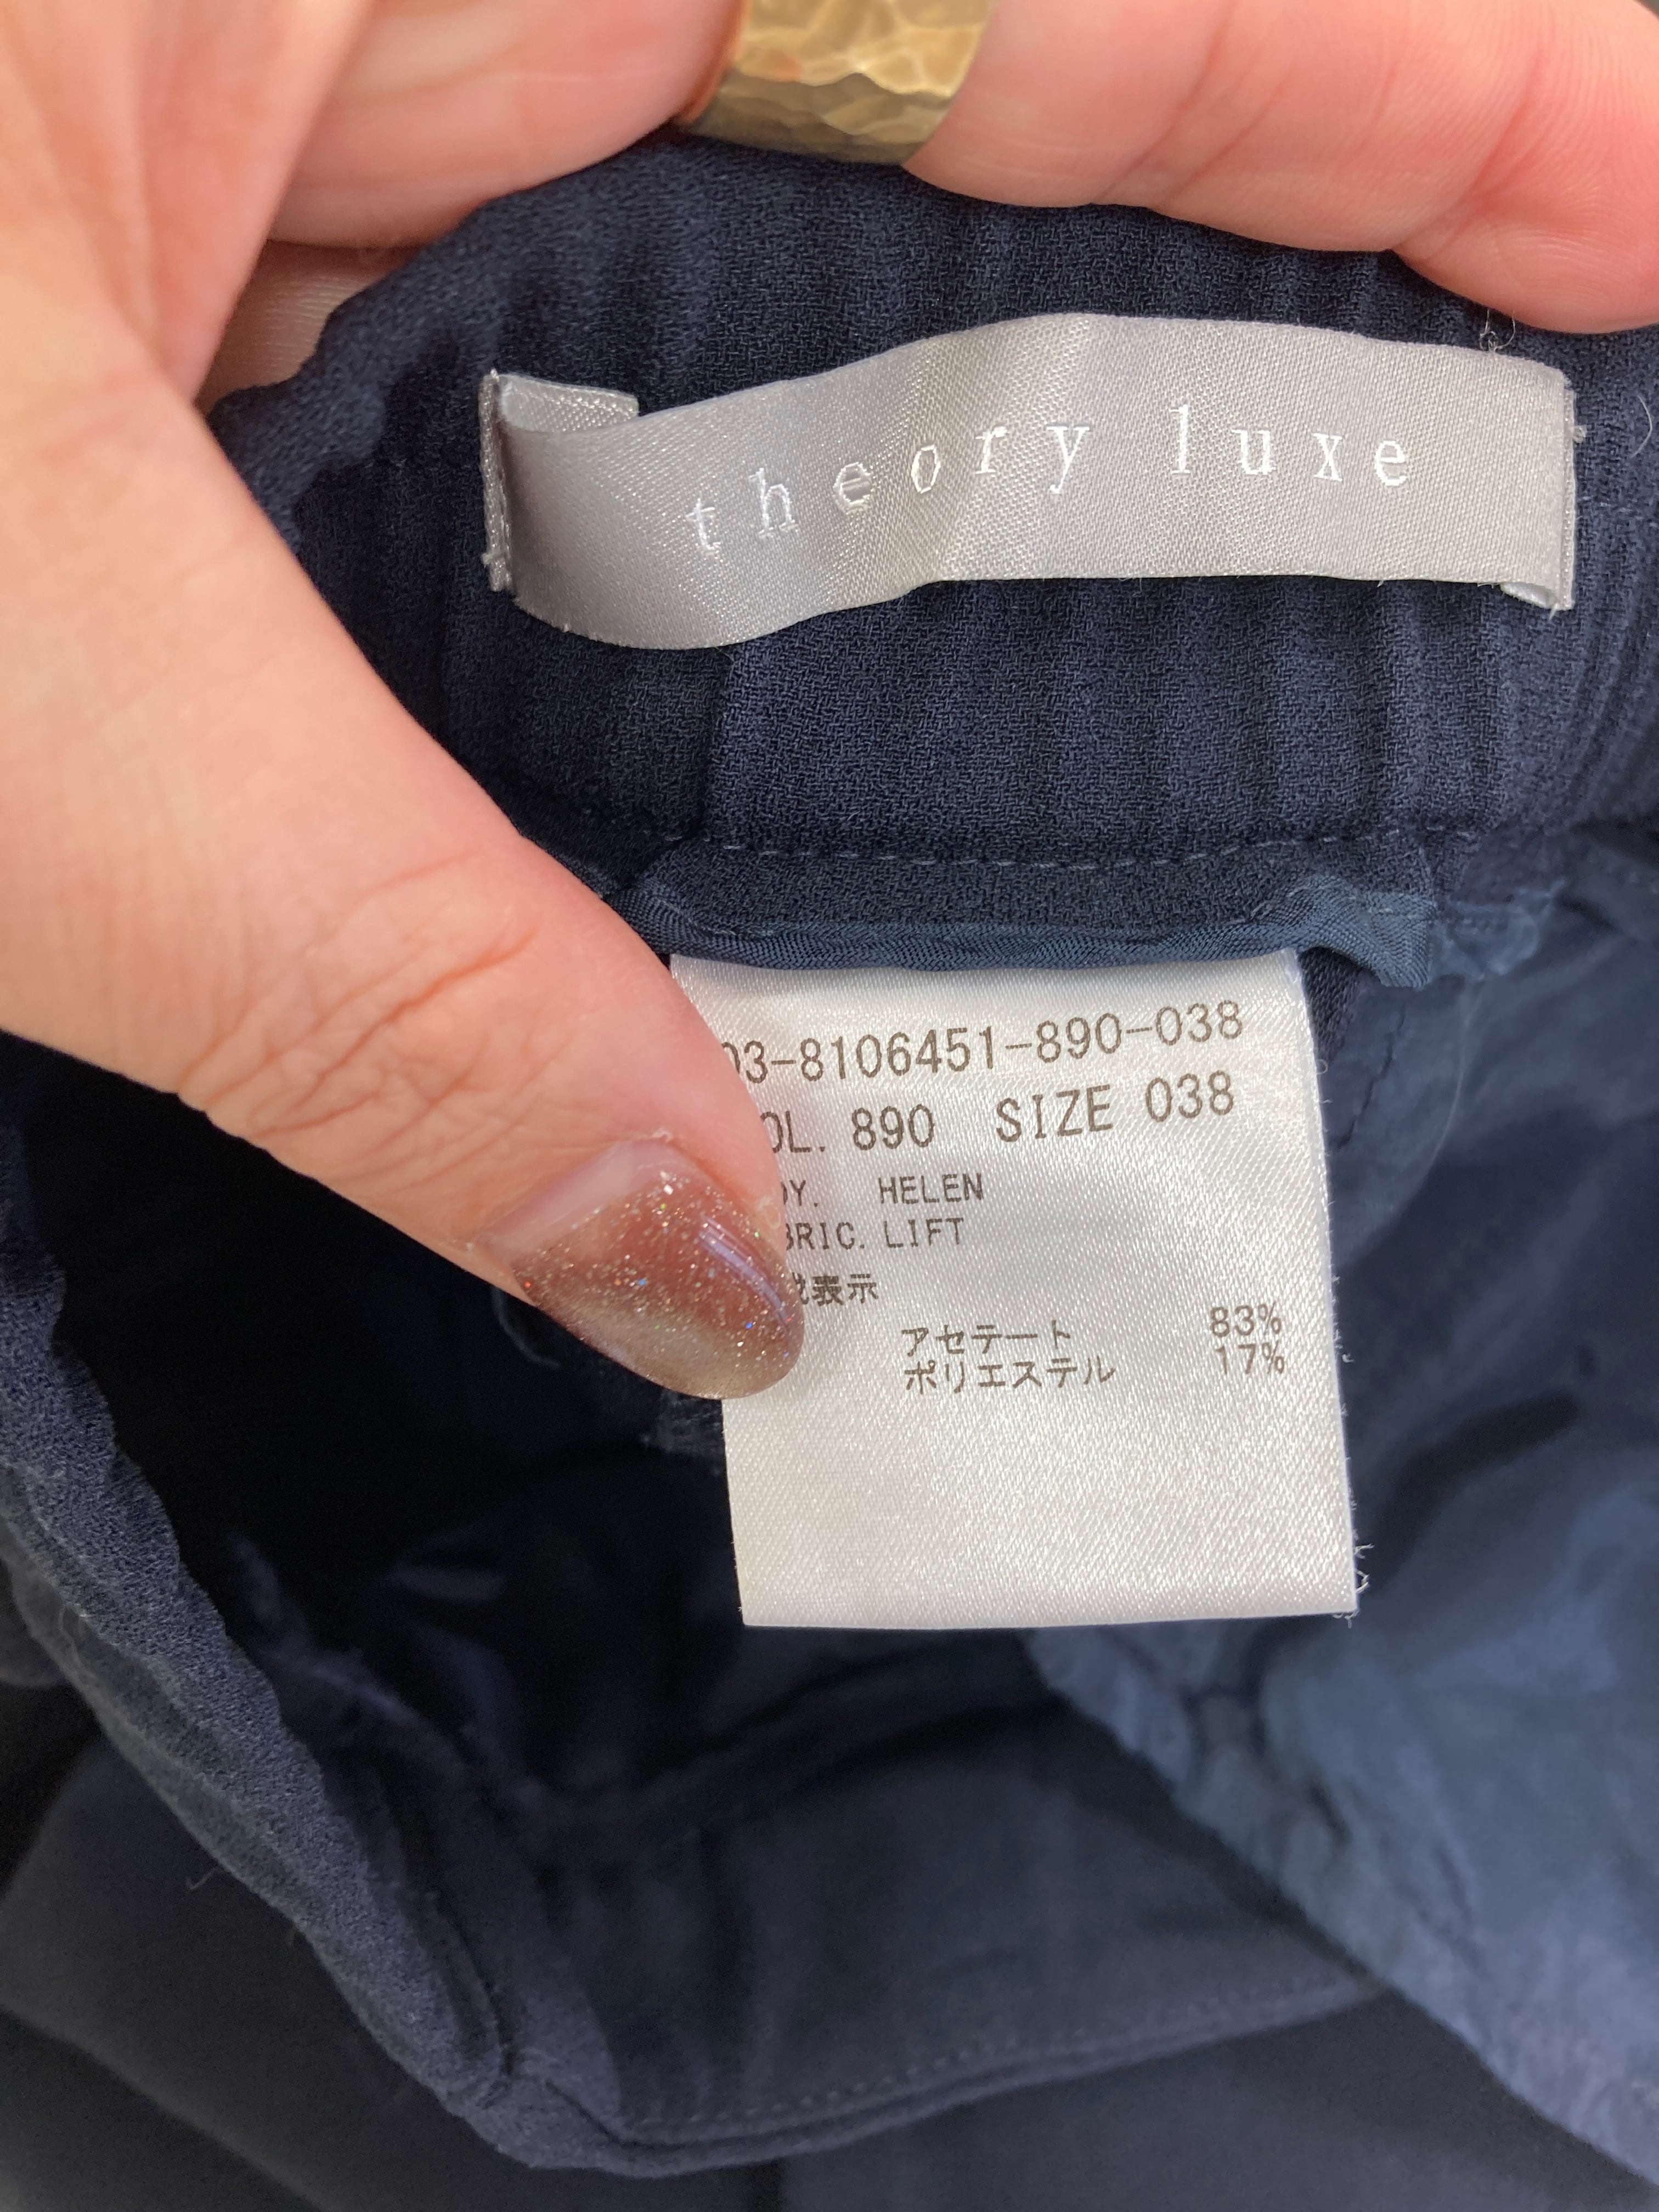 theory luxe
03-8106451-890-038
OL. 890 SIZE 038
DY. HELEN
BRIC. LIFT
表示
アセテート 83%
ポリエステル 17%